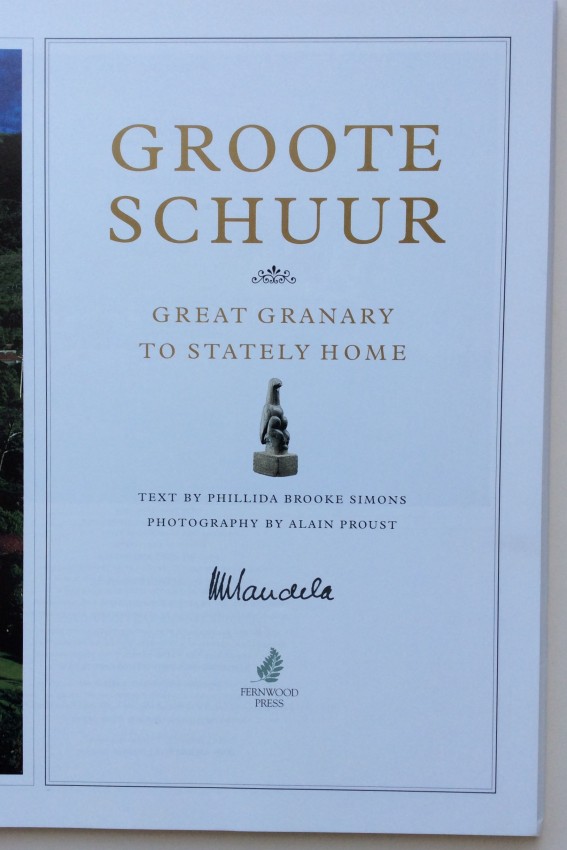 GROOTE
SCHUUR
GREAT GRANARY
TO STATELY HOME
TEXT BY PHILLIDA BROOKE SIMONS
PHOTOGRAPHY BY ALAIN PROUST
NMandela
FERNWOOD
PRESS